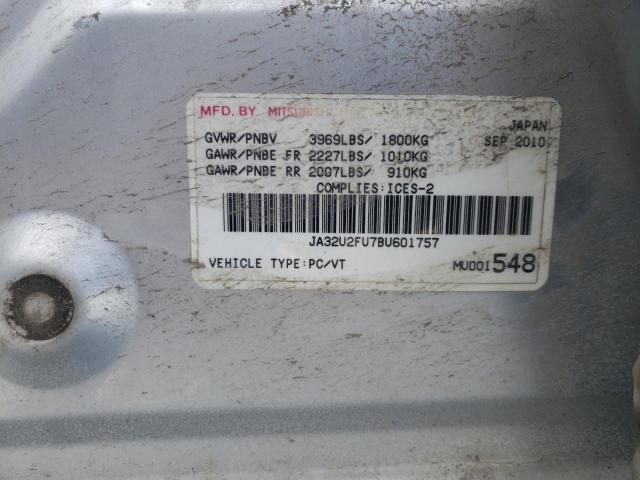 MFD. BY MITSUBISHI
JAPAN
GVWR/PNBV 3969LBS/ 1800KG SEP 2010
GAWR/PNBE FR 2227LBS/ 1010KG
GAWR/PNBE RR 2007LBS/ 910KG
COMPLIES:ICES-2
JA32U2FU7BU601757
VEHICLE TYPE:PC/VT MU001548